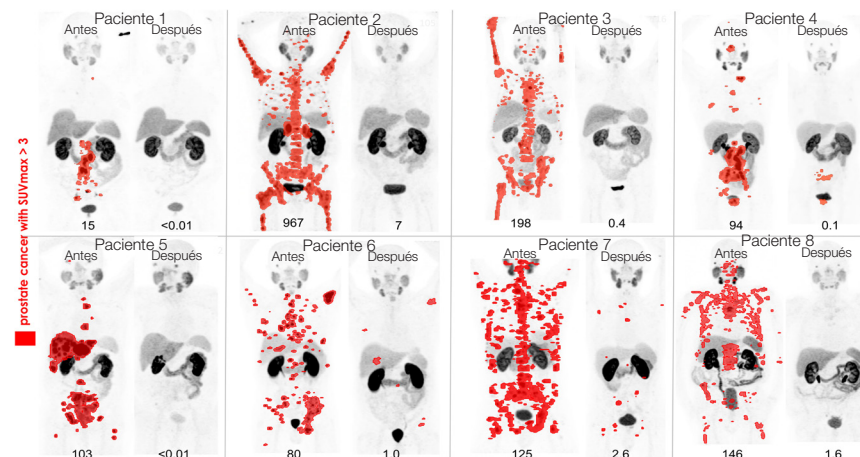 Paciente 1
Antes
Después
15
<0.01
Paciente 2
Antes
Después
967
7
Paciente 3
Antes
Después
198
0.4
Paciente 4
Antes
Después
94
0.1
prostate cancer with SUVmax > 3
Paciente 5
Antes
Después
103
<0.01
Paciente 6
Antes
Después
80
1.0
Paciente 7
Antes
Después
125
2.6
Paciente 8
Antes
Después
146
1.6